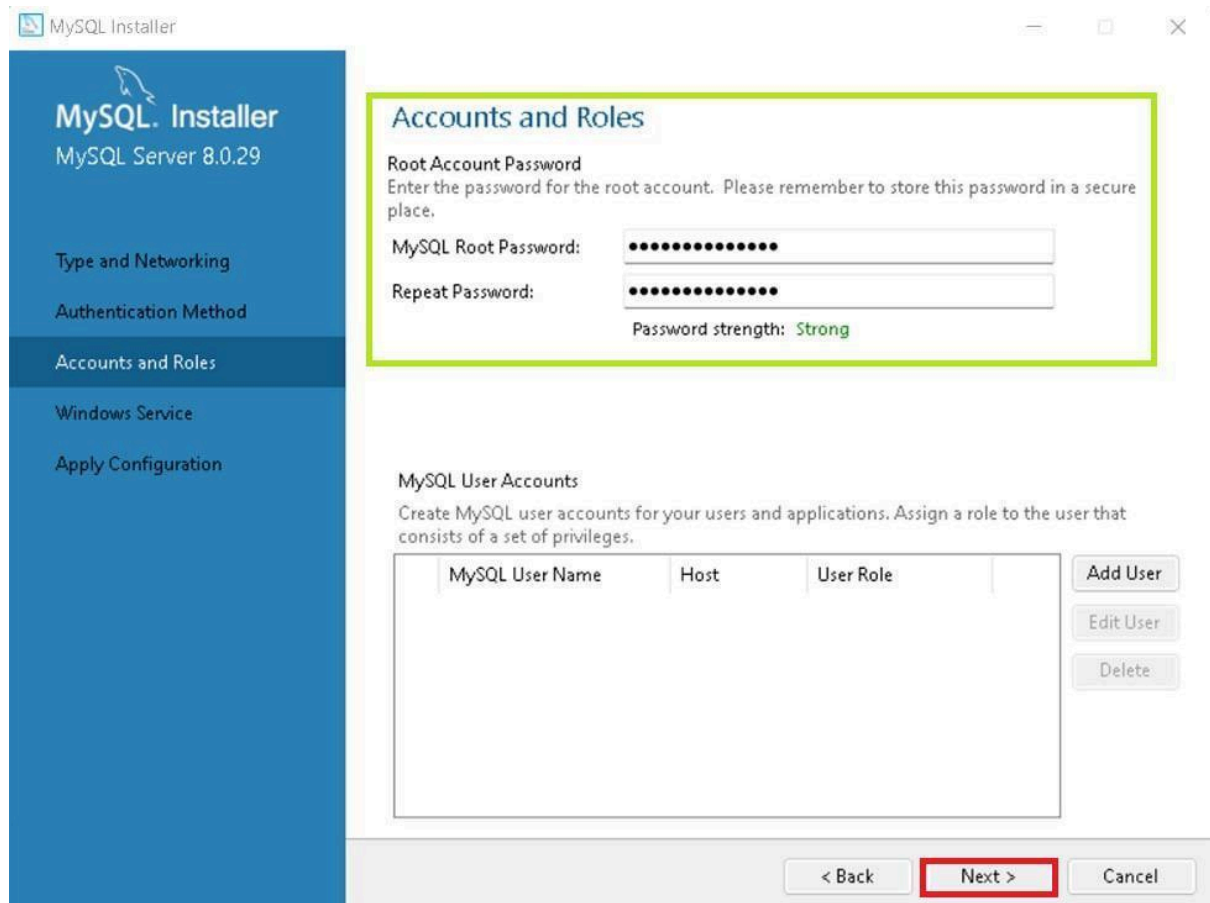 MySQL Installer
MySQL. Installer
MySQL Server 8.0.29
Type and Networking
Authentication Method
Accounts and Roles
Windows Service
Apply Configuration
Accounts and Roles
Root Account Password
Enter the password for the root account. Please remember to store this password in a secure
place.
MySQL Root Password: ●●●●●●●●●●●●●●
Repeat Password: ●●●●●●●●●●●●●●
Password strength: Strong
MySQL User Accounts
Create MySQL user accounts for your users and applications. Assign a role to the user that
consists of a set of privileges.
MySQL User Name Host User Role
Add User
Edit User
Delete
< Back Next > Cancel